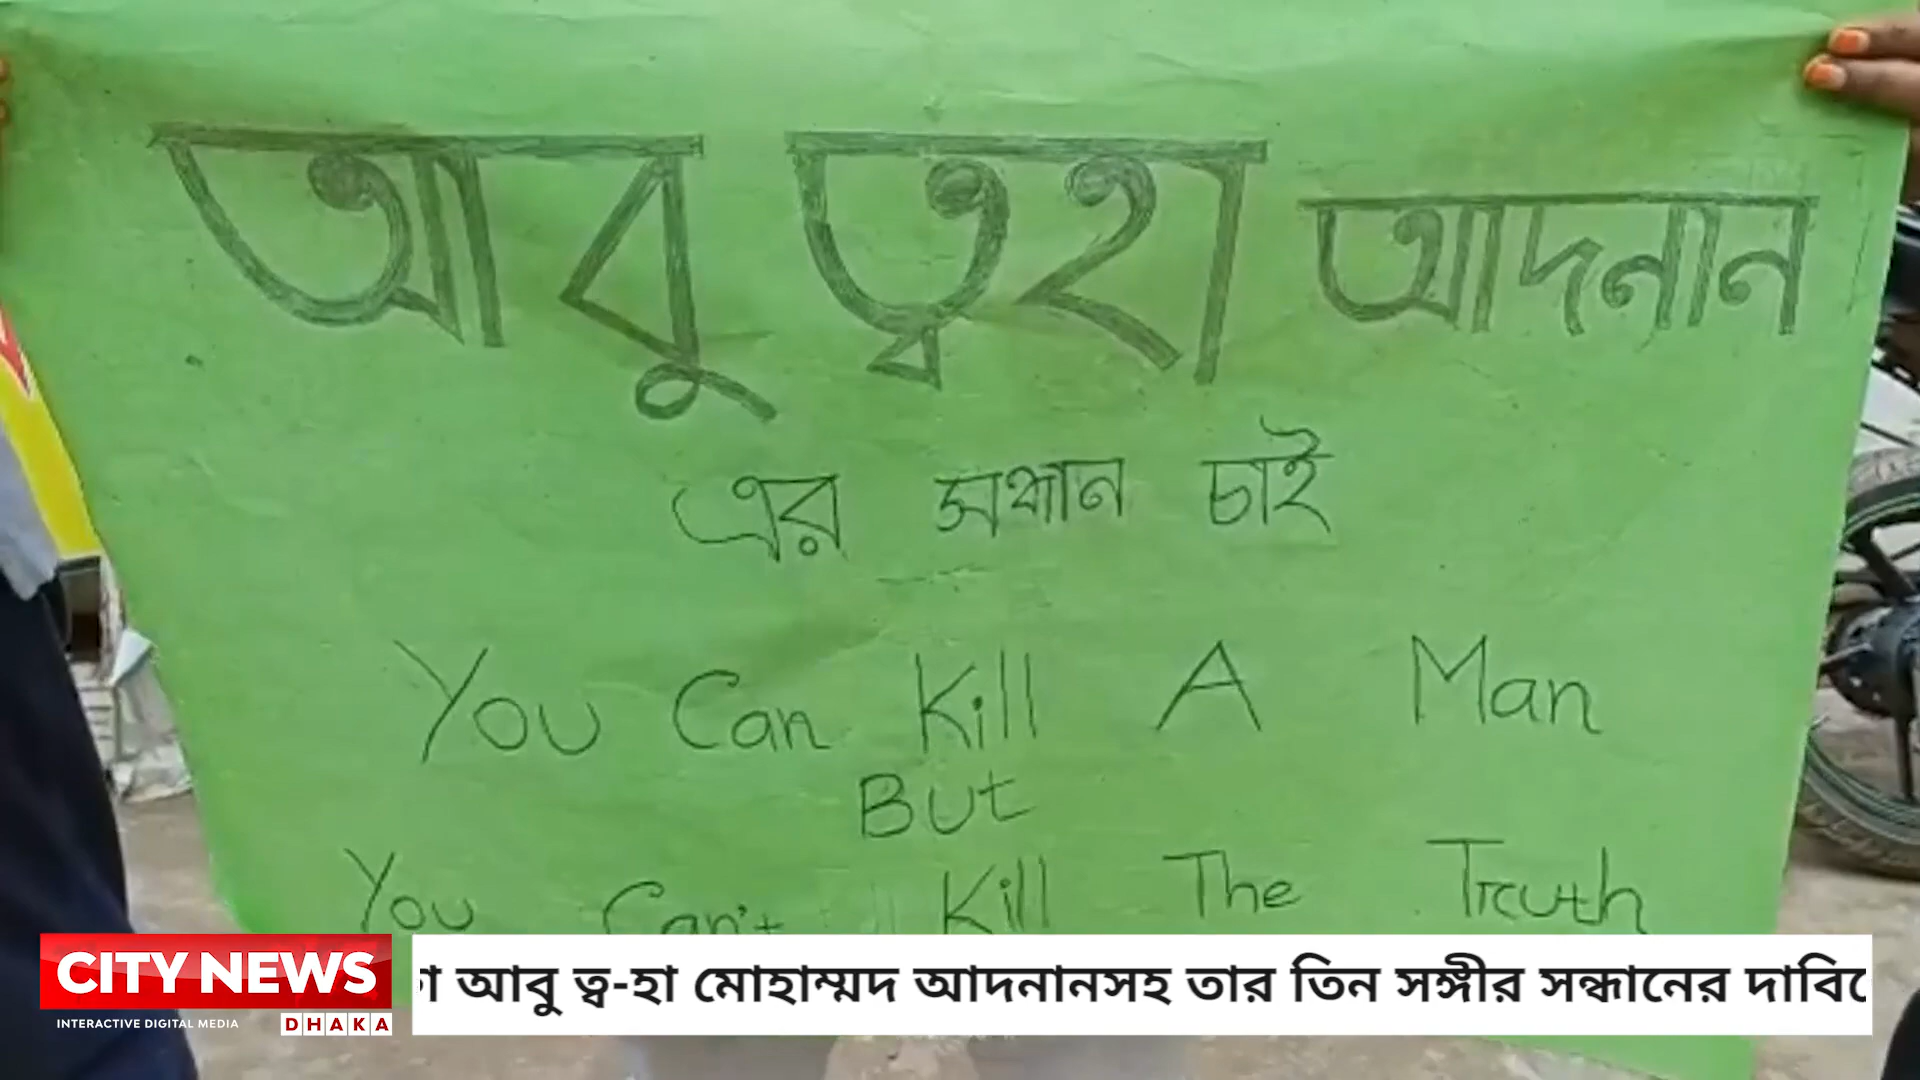 আবু ত্বহা আদনান
এর সন্ধান চাই
You Can Kill A Man
But
You Can't Kill The Truth
CITY NEWS
INTERACTIVE DIGITAL MEDIA
DHAKA
আবু ত্ব-হা মোহাম্মদ আদনানসহ তার তিন সঙ্গীর সন্ধানের